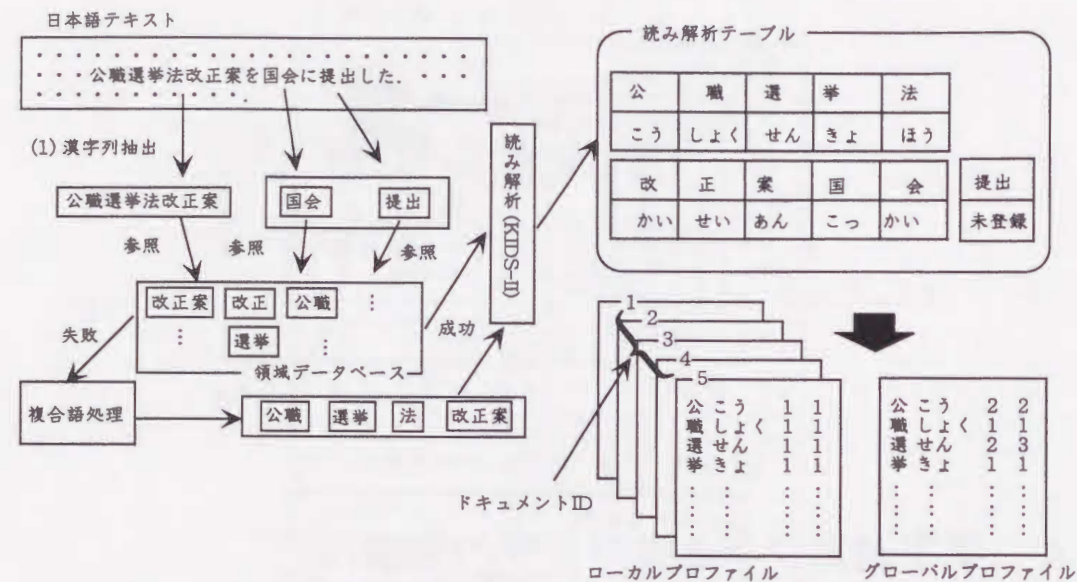 日本語テキスト
・・・・・・・・・・・・・・・・・・
・・・公職選挙法改正案を国会に提出した.・・・
・・・・・・・・・・・・
(1) 漢字列抽出
公職選挙法改正案
国会
提出
参照
参照
参照
改正案 改正 公職 ⋮
⋮ 選挙 ⋮
領域データベース
失敗
成功
複合語処理
公職 選挙 法 改正案
読み解析(KIDS-II)
読み解析テーブル
公 職 選 挙 法
こう しょく せん きょ ほう
改 正 案 国 会
かい せい あん こっ かい
提出
未登録
1
2
3
4
5
公 こう 1 1
職 しょく 1 1
選 せん 1 1
挙 きょ 1 1
⋮ ⋮ ⋮ ⋮
ドキュメントID
ローカルプロファイル
公 こう 2 2
職 しょく 1 1
選 せん 2 3
挙 きょ 1 1
⋮ ⋮ ⋮ ⋮
グローバルプロファイル